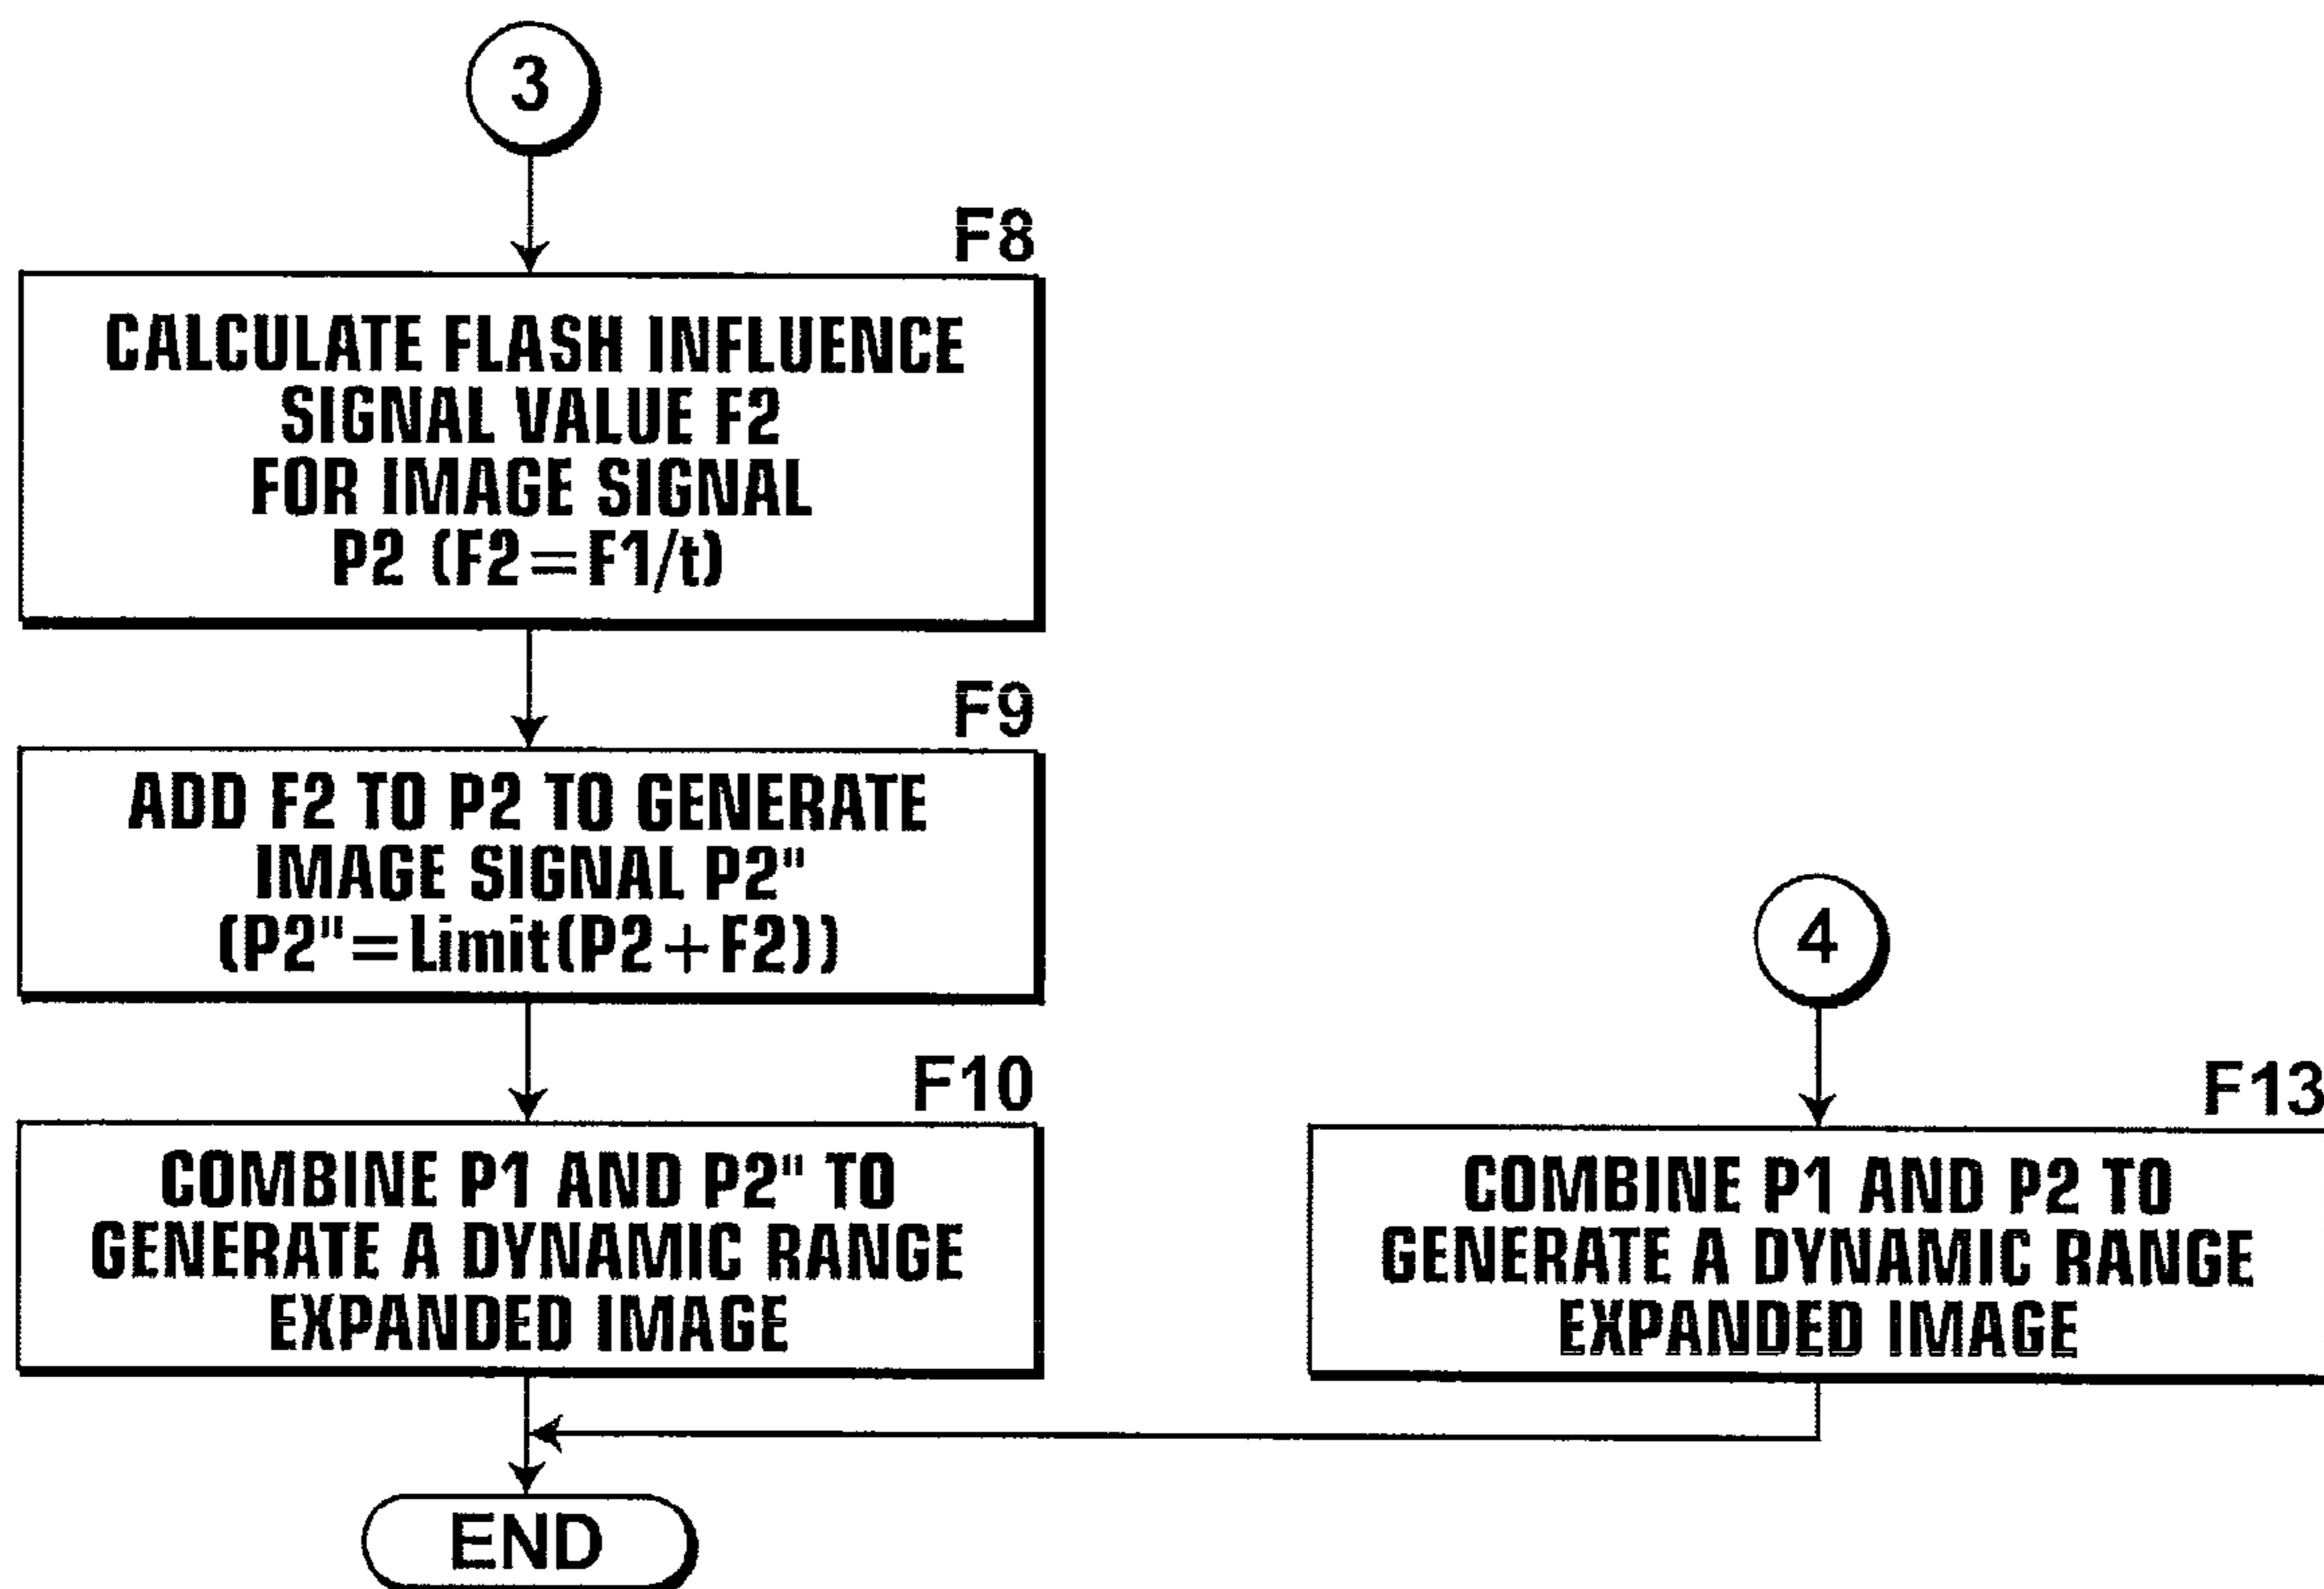 3
F8
CALCULATE FLASH INFLUENCE
SIGNAL VALUE F2
FOR IMAGE SIGNAL
P2 (F2=F1/t)
F9
ADD F2 TO P2 TO GENERATE
IMAGE SIGNAL P2"
(P2"=Limit(P2+F2))
F10
COMBINE P1 AND P2" TO
GENERATE A DYNAMIC RANGE
EXPANDED IMAGE
END
4
F13
COMBINE P1 AND P2 TO
GENERATE A DYNAMIC RANGE
EXPANDED IMAGE